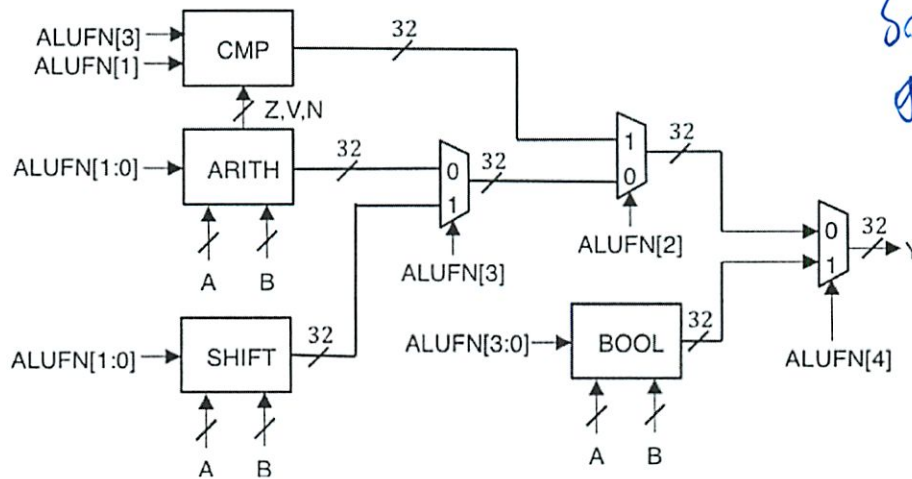 ALUFN[3]
ALUFN[1]
CMP
32
Z,V,N
ALUFN[1:0]
ARITH
32
0
1
32
1
0
32
A B
ALUFN[3]
ALUFN[2]
0
1
32
Y
ALUFN[1:0]
SHIFT
32
ALUFN[3:0]
BOOL
32
ALUFN[4]
A B
A B